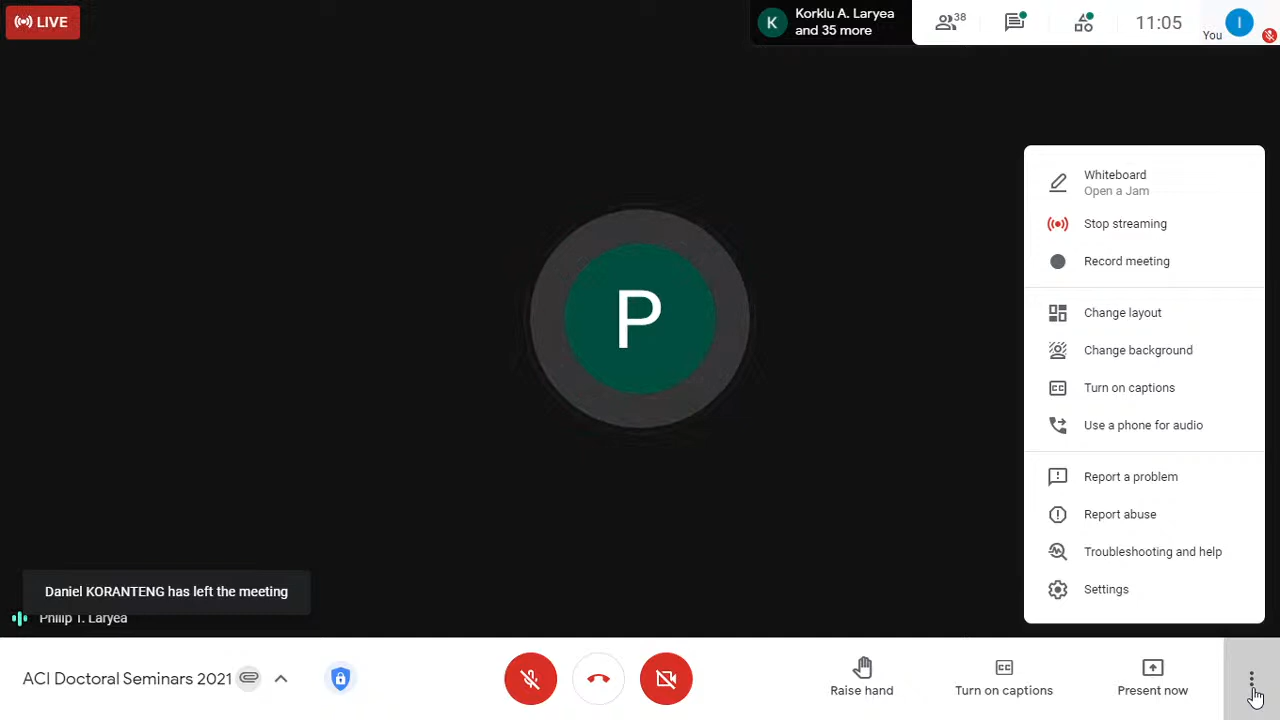 LIVE
K
Korklu A. Laryea
and 35 more
38
11:05
You
I
P
Whiteboard
Open a Jam
Stop streaming
Record meeting
Change layout
Change background
CC
Turn on captions
Use a phone for audio
Report a problem
Report abuse
Troubleshooting and help
Settings
Daniel KORANTENG has left the meeting
Philip T. Laryea
ACI Doctoral Seminars 2021
Raise hand
CC
Turn on captions
Present now